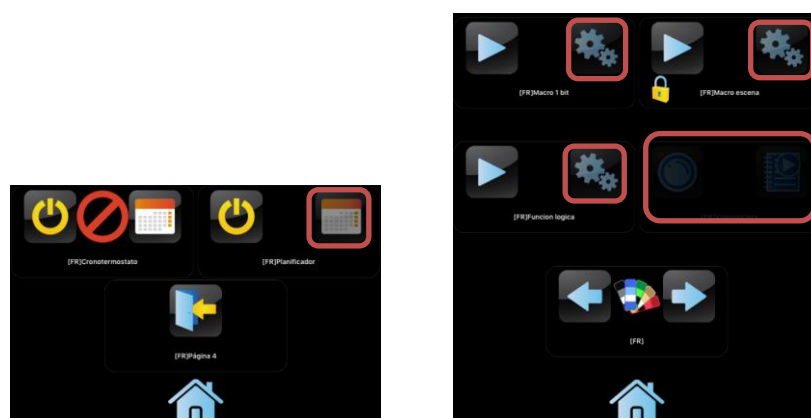 [FR]Cronotermostato
[FR]Planificador
[FR]Página 4
[FR]Macro 1 bit
[FR]Macro escena
[FR]Funcion logica
[FR]